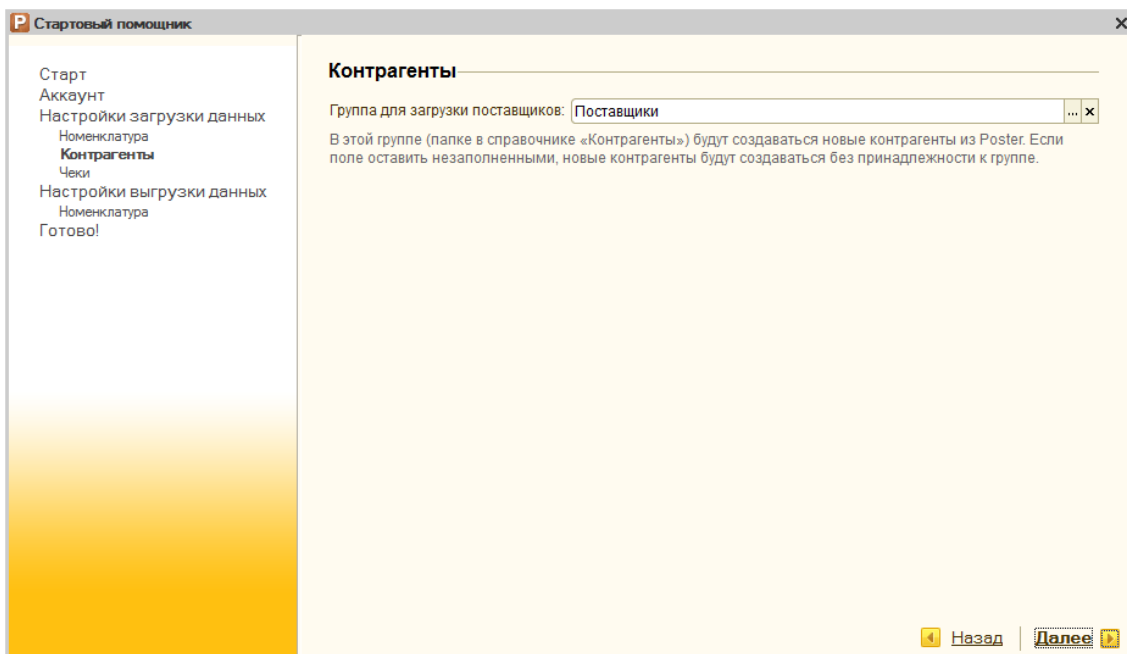 Стартовый помощник
Старт
Аккаунт
Настройки загрузки данных
Номенклатура
Контрагенты
Чеки
Настройки выгрузки данных
Номенклатура
Готово!
Контрагенты
Группа для загрузки поставщиков: Поставщики ...
В этой группе (папке в справочнике «Контрагенты») будут создаваться новые контрагенты из Poster. Если
поле оставить незаполненными, новые контрагенты будут создаваться без принадлежности к группе.
Назад Далее